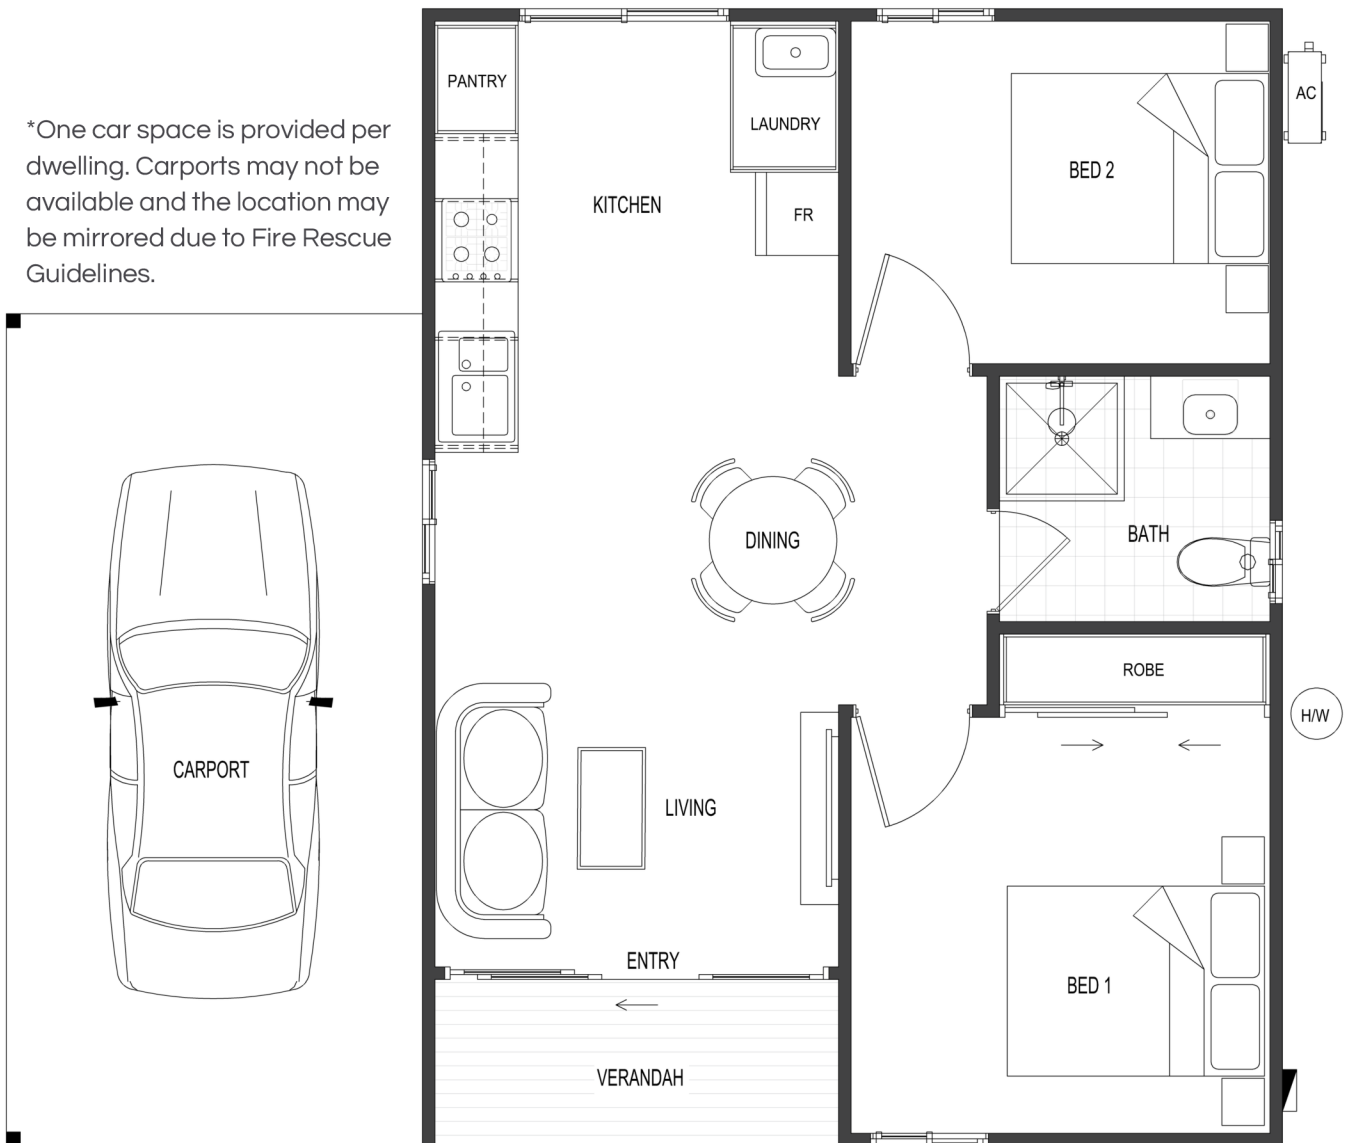 *One car space is provided per
dwelling. Carports may not be
available and the location may
be mirrored due to Fire Rescue
Guidelines.
PANTRY
LAUNDRY
KITCHEN
FR
BED 2
AC
DINING
BATH
ROBE
H/W
CARPORT
LIVING
ENTRY
BED 1
VERANDAH